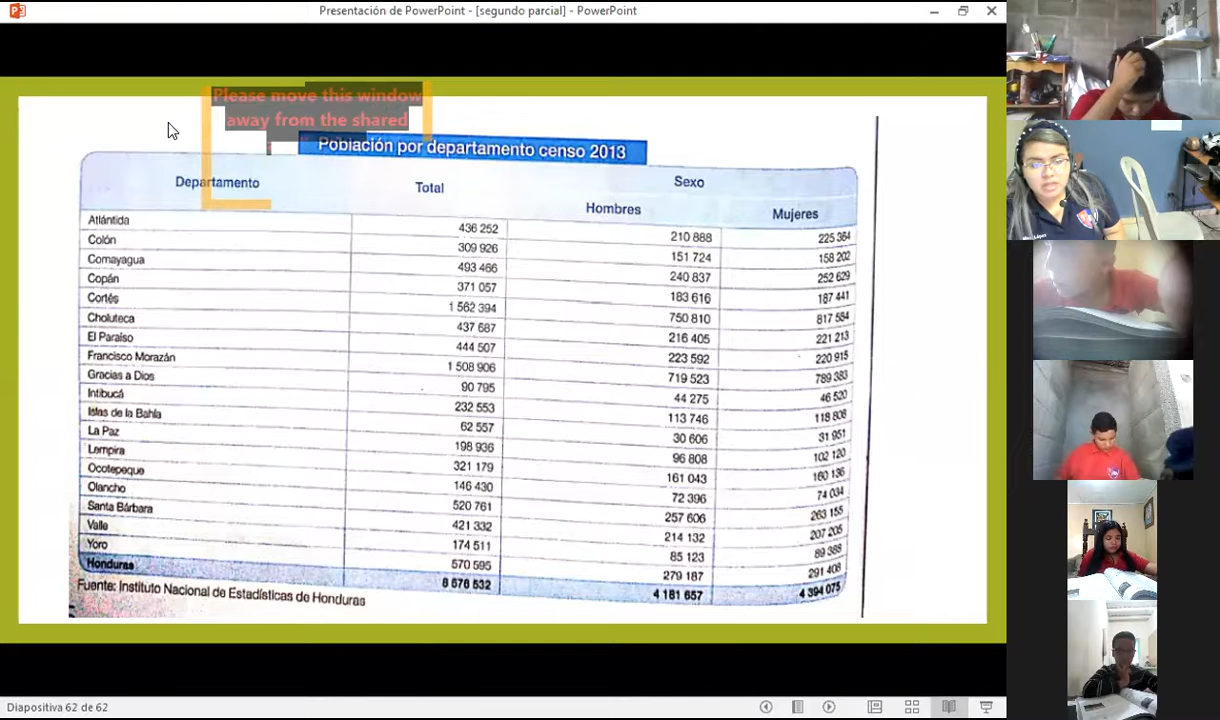 Presentación de PowerPoint - [segundo parcial] - PowerPoint
Please move this window
away from the shared
Población por departamento censo 2013
Departamento Total Sexo
Hombres Mujeres
Atlántida 436 252 210 888 225 364
Colón 309 926 151 724 158 202
Comayagua 493 466 240 837 252 629
Copán 371 057 183 616 187 441
Cortés 1 562 394 750 810 817 584
Choluteca 437 687 216 405 221 213
El Paraíso 444 507 223 592 220 915
Francisco Morazán 1 508 906 719 523 789 383
Gracias a Dios 90 795 44 275 46 520
Intibucá 232 553 113 746 118 808
Islas de la Bahía 62 557 30 606 31 951
La Paz 198 936 96 808 102 120
Lempira 321 179 161 043 160 136
Ocotepeque 146 430 72 396 74 034
Olancho 520 761 257 606 263 155
Santa Bárbara 421 332 214 132 207 205
Valle 174 511 85 123 89 388
Yoro 570 595 279 187 291 408
Honduras 8 576 532 4 181 657 4 394 075
Fuente: Instituto Nacional de Estadísticas de Honduras
Diapositiva 62 de 62